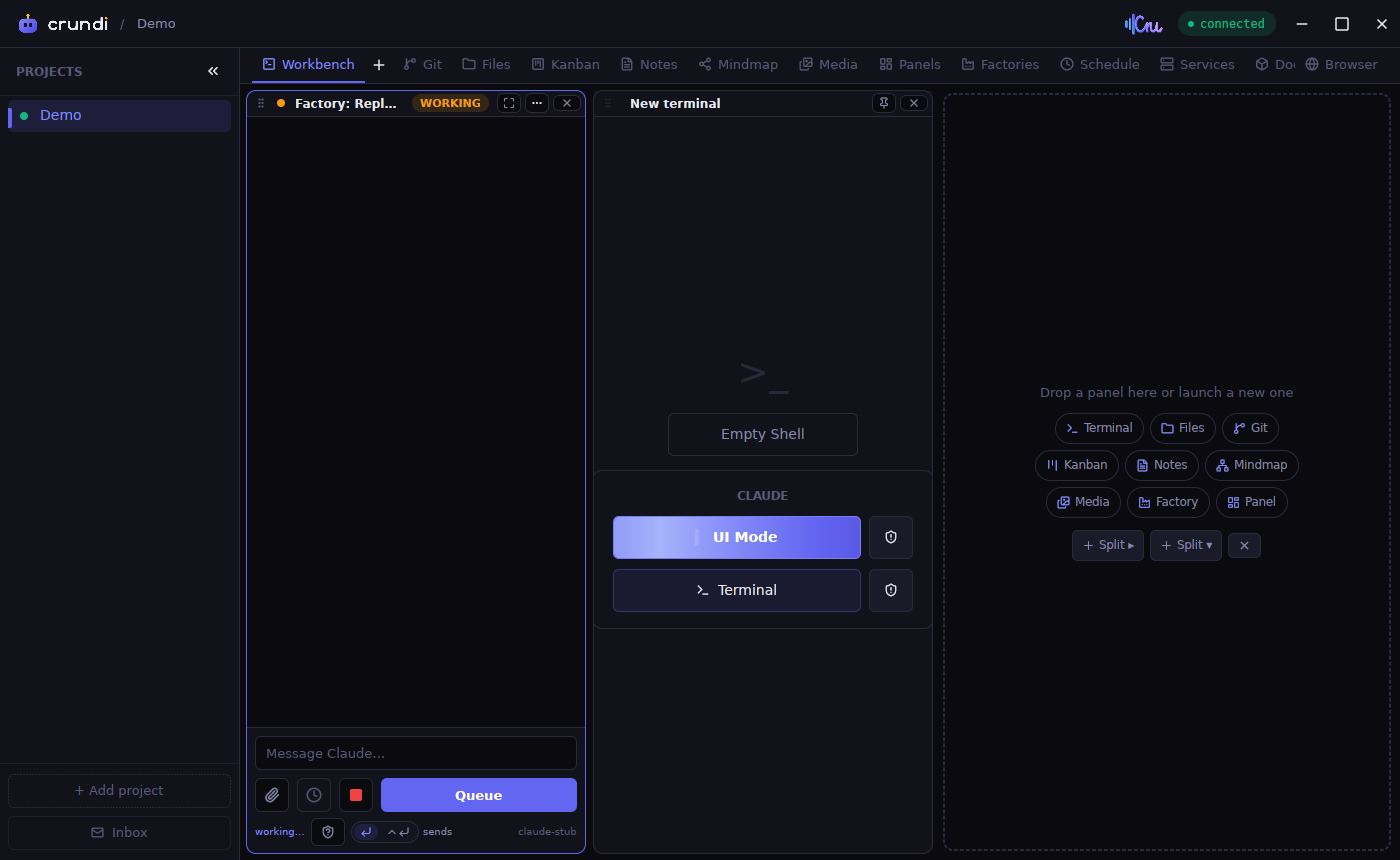 crundi / Demo
Cru
connected
PROJECTS
Workbench
Git
Files
Kanban
Notes
Mindmap
Media
Panels
Factories
Schedule
Services
Browser
Demo
Factory: Repl...
WORKING
New terminal
>_
Empty Shell
CLAUDE
UI Mode
Terminal
Drop a panel here or launch a new one
Terminal
Files
Git
Kanban
Notes
Mindmap
Media
Factory
Panel
+ Split ▸
+ Split ▾
Message Claude...
Queue
working...
sends
claude-stub
+ Add project
Inbox